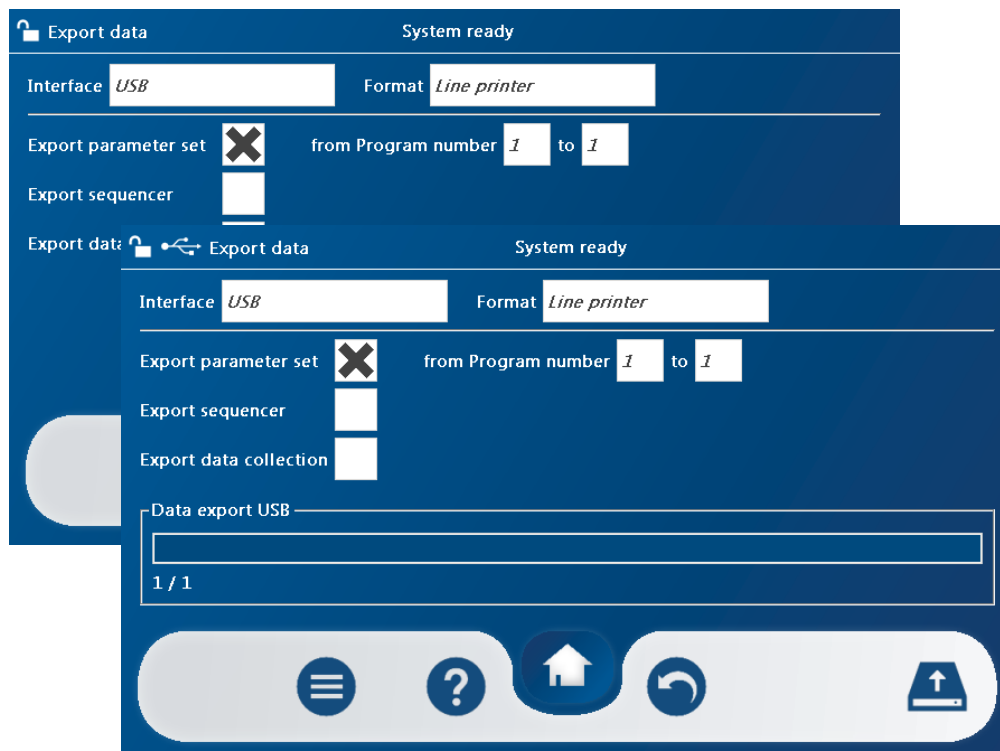 Export data System ready
Interface USB Format Line printer
Export parameter set from Program number 1 to 1
Export sequencer
Export data
Export data System ready
Interface USB Format Line printer
Export parameter set from Program number 1 to 1
Export sequencer
Export data collection
Data export USB
1 / 1
?